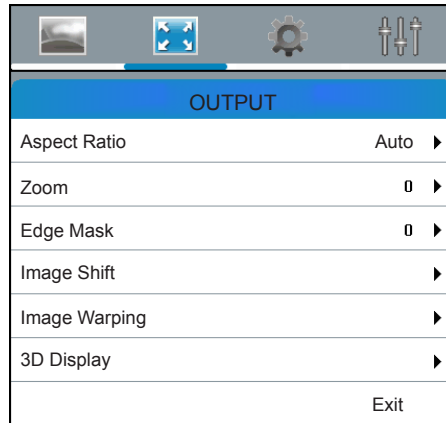 OUTPUT
Aspect Ratio Auto
Zoom 0
Edge Mask 0
Image Shift
Image Warping
3D Display
Exit